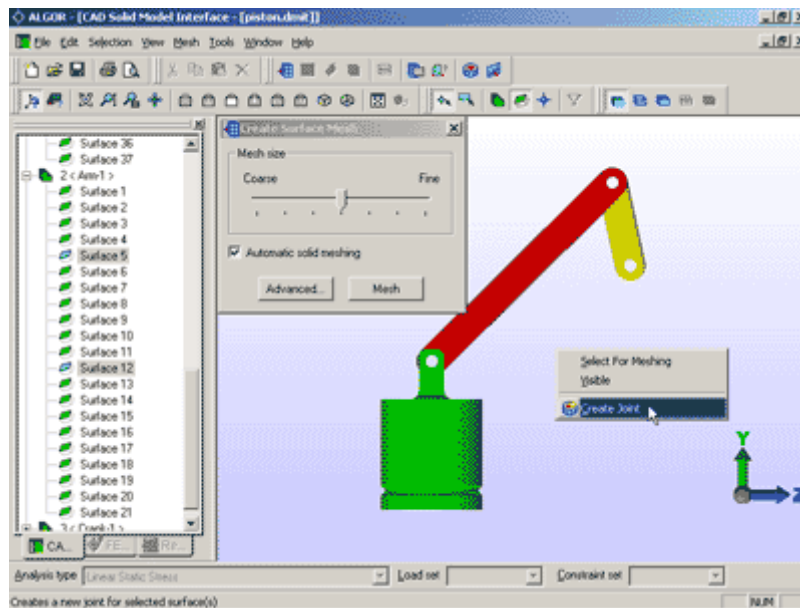 ALGOR - [CAD Solid Model Interface - [piston.dmit]]
File Edit Selection View Mesh Tools Window Help
Surface 36
Surface 37
2 < Arm-1 >
Surface 1
Surface 2
Surface 3
Surface 4
Surface 5
Surface 6
Surface 7
Surface 8
Surface 9
Surface 10
Surface 11
Surface 12
Surface 13
Surface 14
Surface 15
Surface 16
Surface 17
Surface 18
Surface 19
Surface 20
Surface 21
3 < Crank-1 >
CA... FE... Re...
Create Surface Mesh
Mesh size
Coarse Fine
Automatic solid meshing
Advanced... Mesh
Select For Meshing
Visible
Create Joint
Y
Z
Analysis type Linear Static Stress Load set Constraint set
Creates a new joint for selected surface(s) NUM